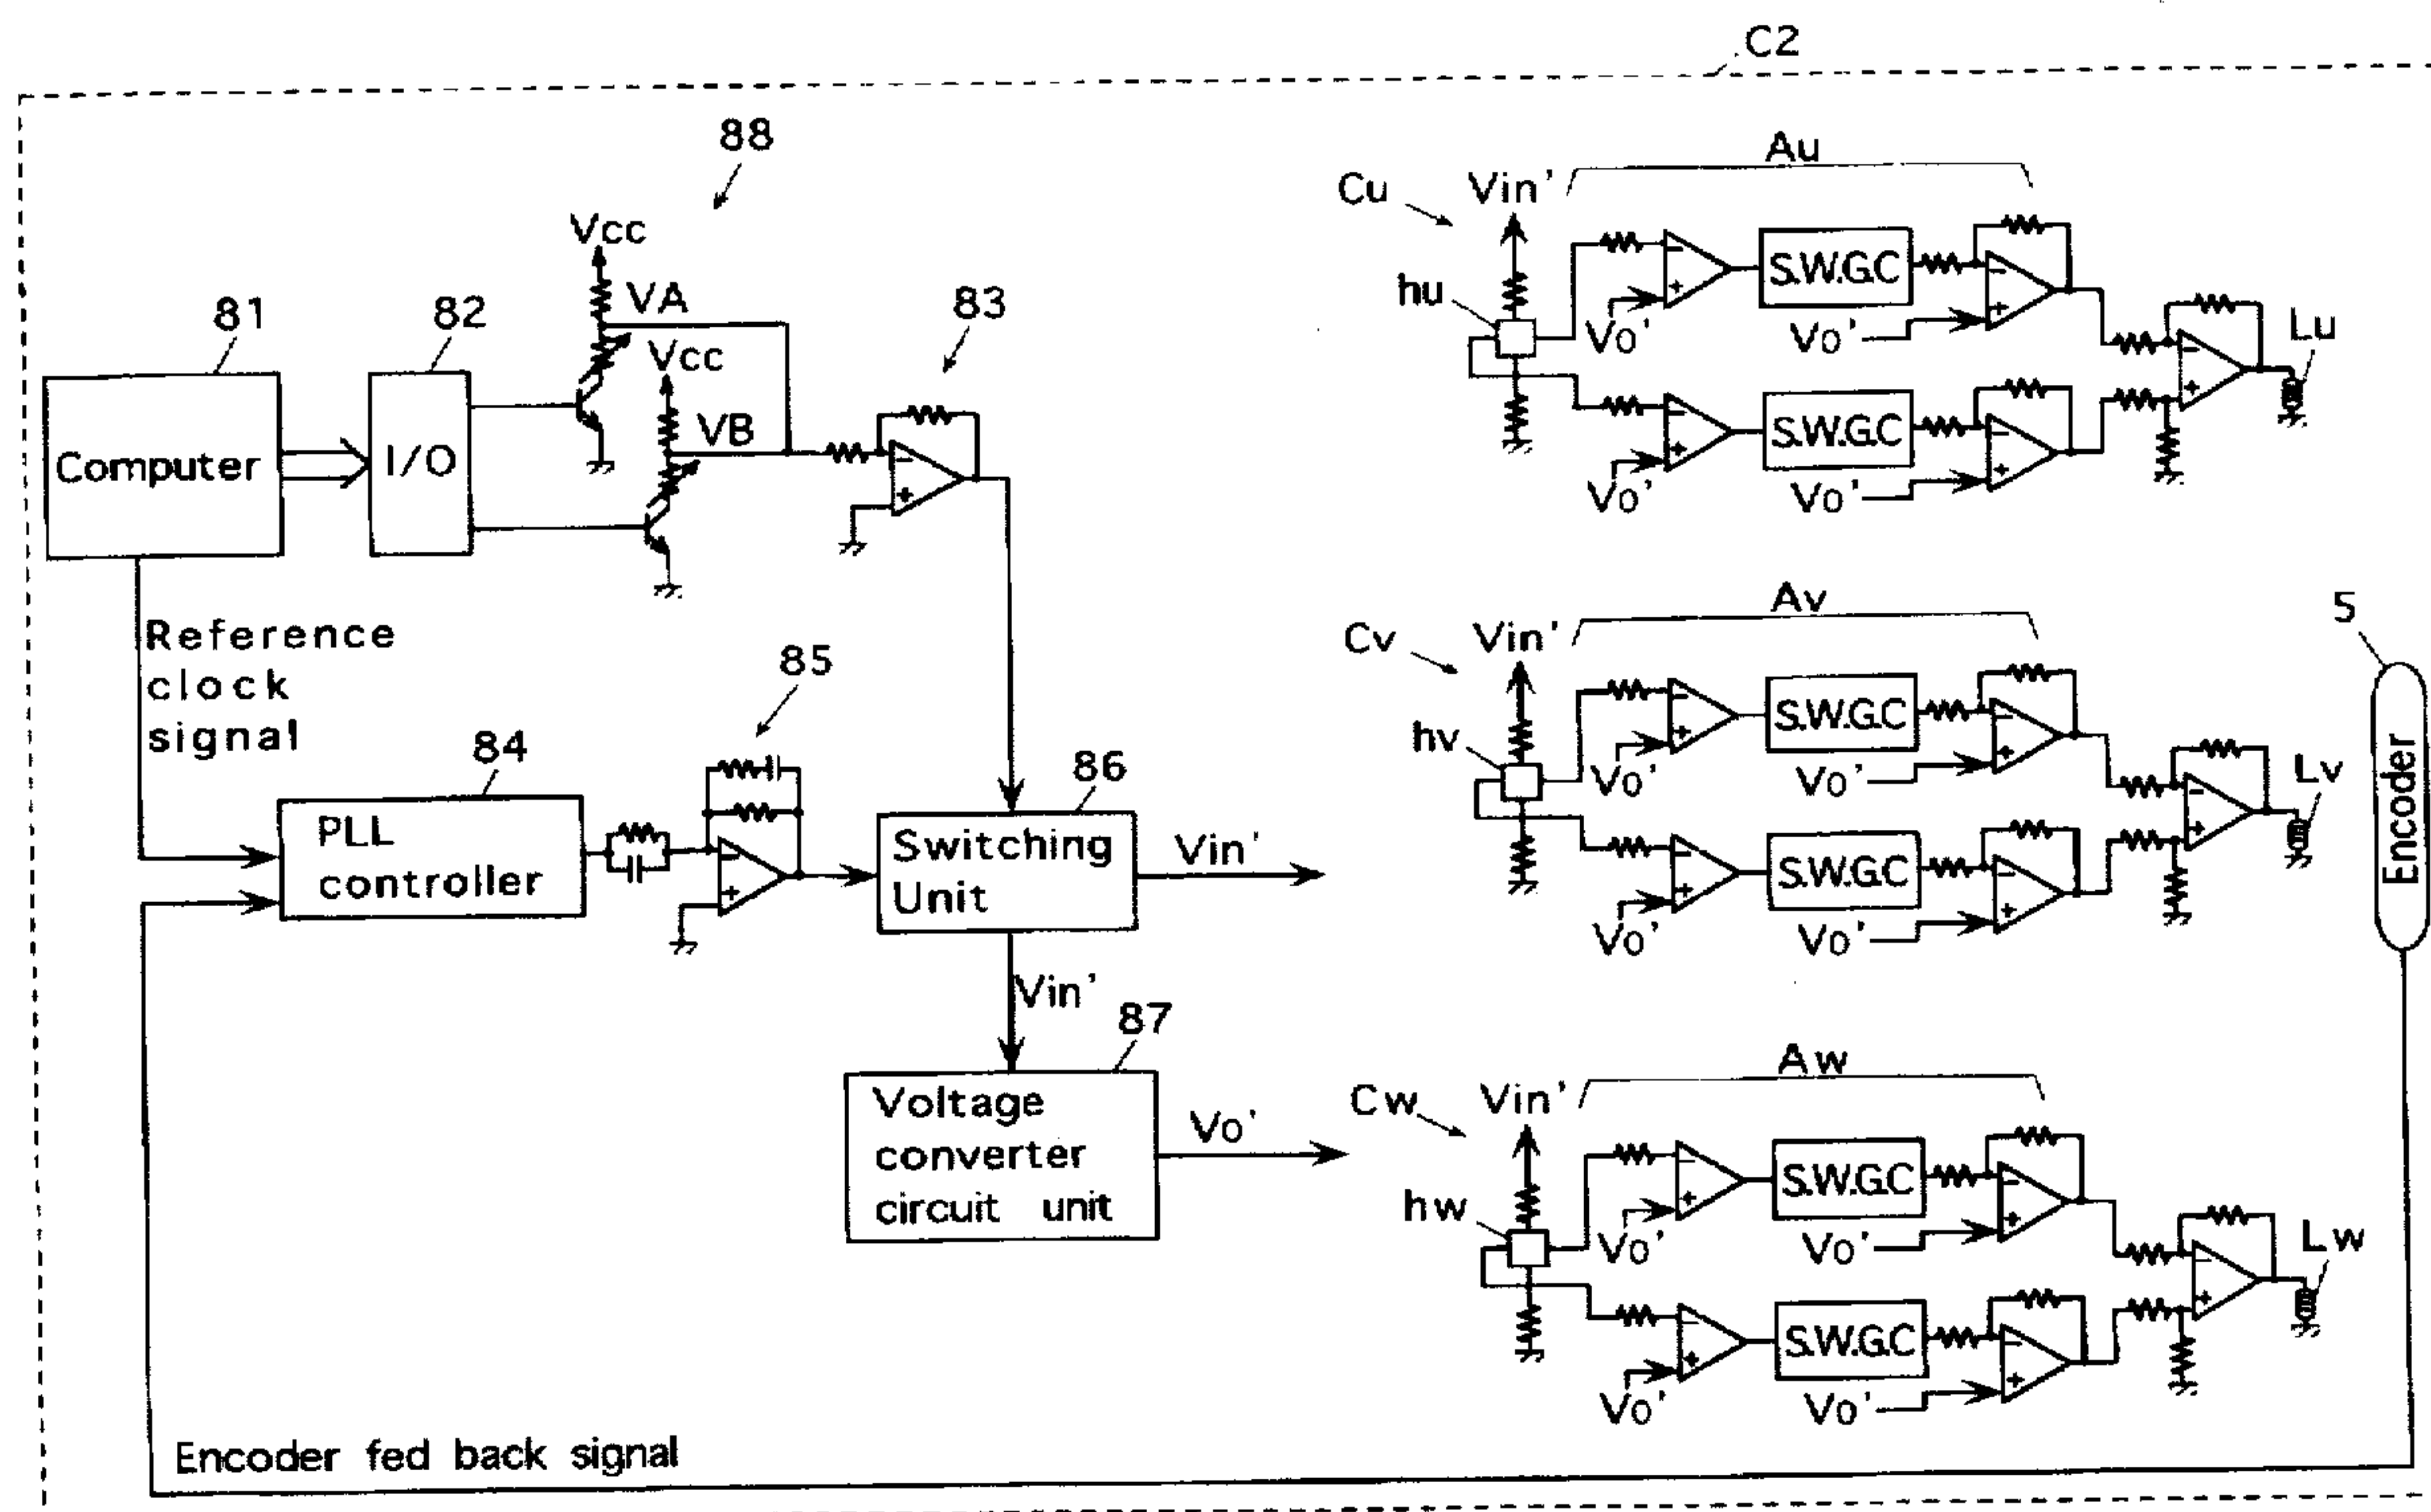 C2
88
Vcc
VA
Vcc
VB
81
82
83
Computer
I/O
Reference
clock
signal
84
85
86
PLL
controller
Switching
Unit
Vin'
Vin'
87
Voltage
converter
circuit unit
Vo'
Encoder fed back signal
Cu
Vin'
Au
hu
S.W.G.C
Vo'
Vo'
Lu
S.W.G.C
Vo'
Vo'
Cv
Vin'
Av
hv
S.W.G.C
Vo'
Vo'
Lv
S.W.G.C
Vo'
Vo'
5
Encoder
Cw
Vin'
Aw
hw
S.W.G.C
Vo'
Vo'
Lw
S.W.G.C
Vo'
Vo'